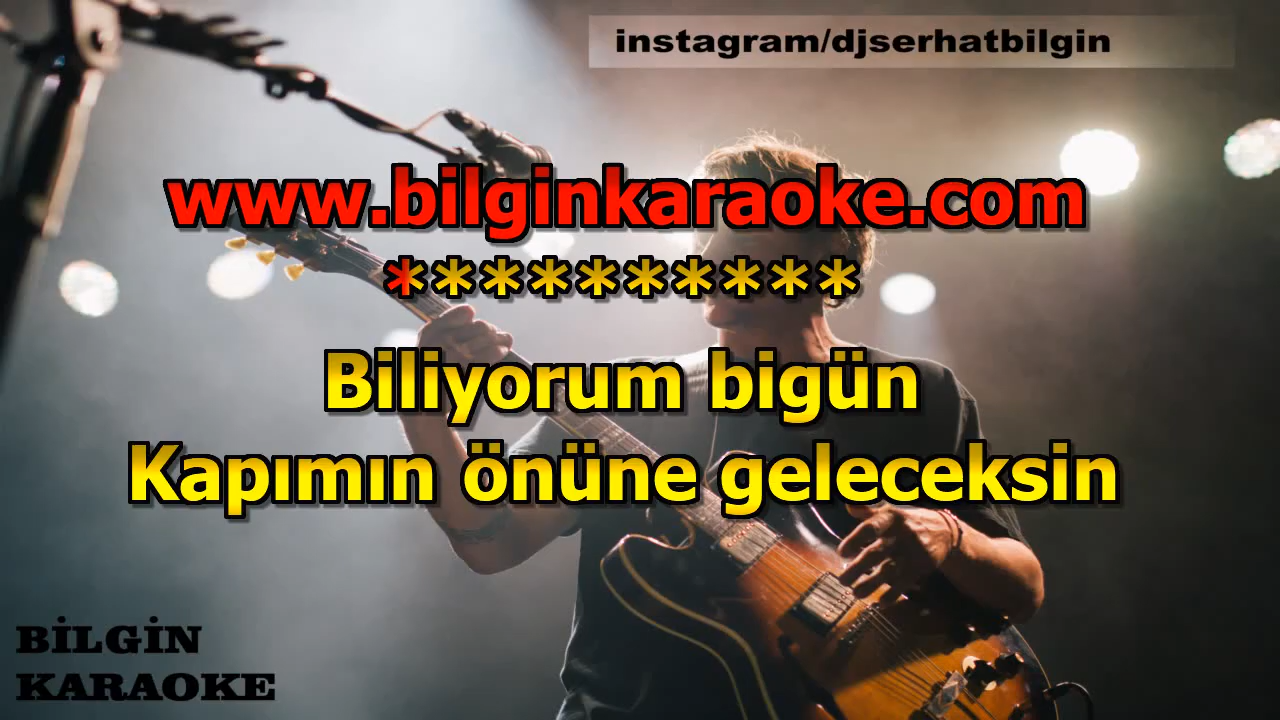 instagram/djserhatbilgin
www.bilginkaraoke.com
**********
Biliyorum bigün
Kapımın önüne geleceksin
BİLGİN
KARAOKE